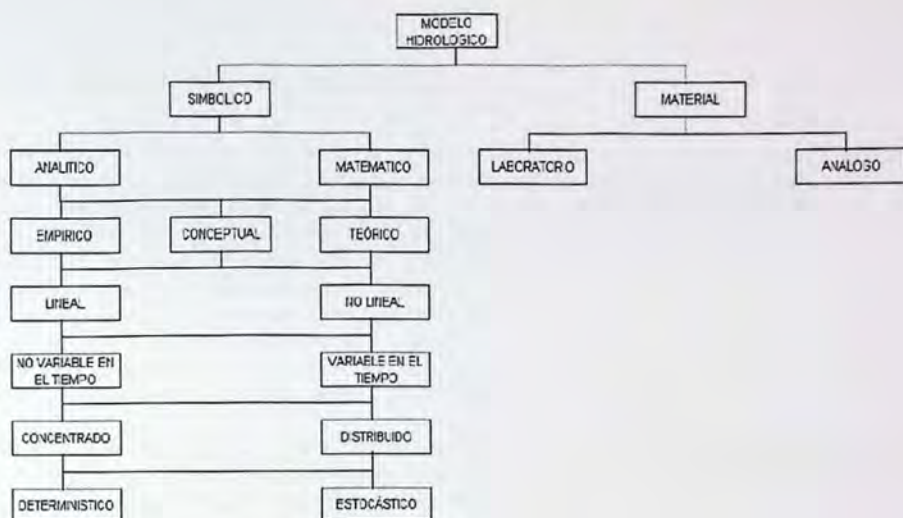 MODELO
HIDROLOGICO
SIMBOLICO
MATERIAL
ANALITICO
MATEMATICO
LABORATORIO
ANALOGO
EMPIRICO
CONCEPTUAL
TEÓRICO
LINEAL
NO LINEAL
NO VARIABLE EN
EL TIEMPO
VARIABLE EN EL
TIEMPO
CONCENTRADO
DISTRIBUIDO
DETERMINISTICO
ESTOCÁSTICO